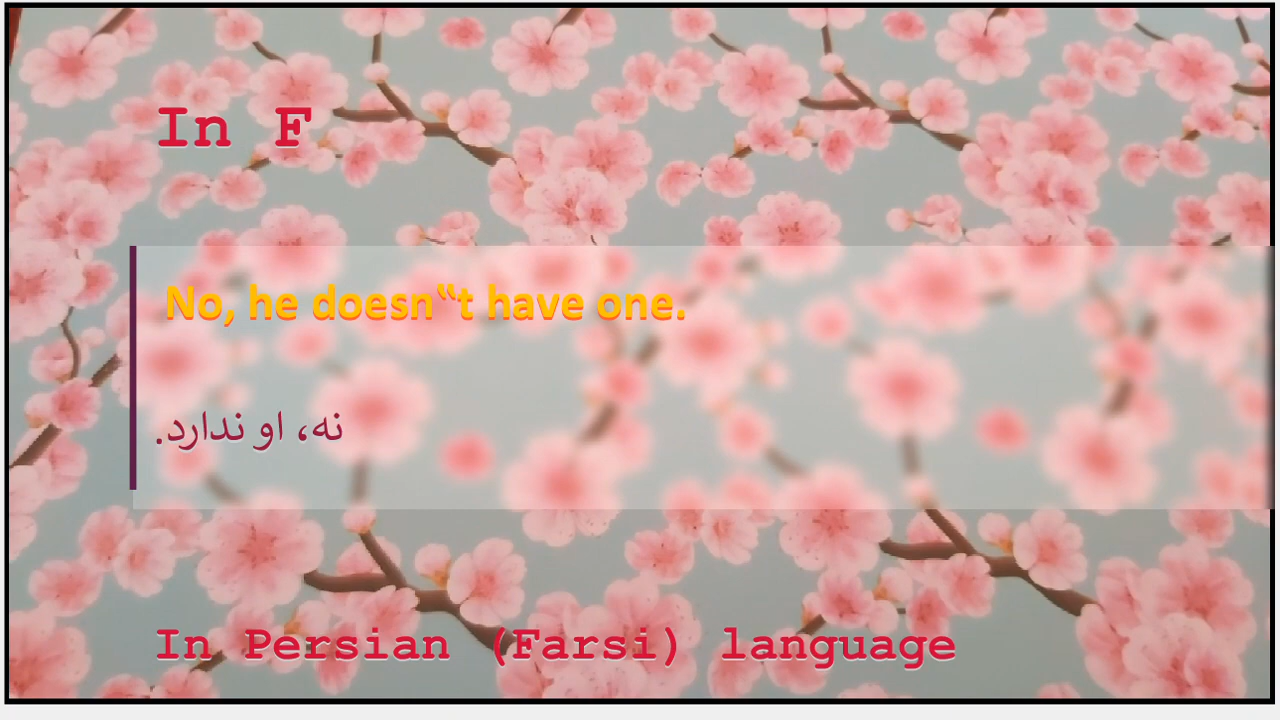 In F
No, he doesn‟t have one.
نه، او ندارد.
In Persian (Farsi) language